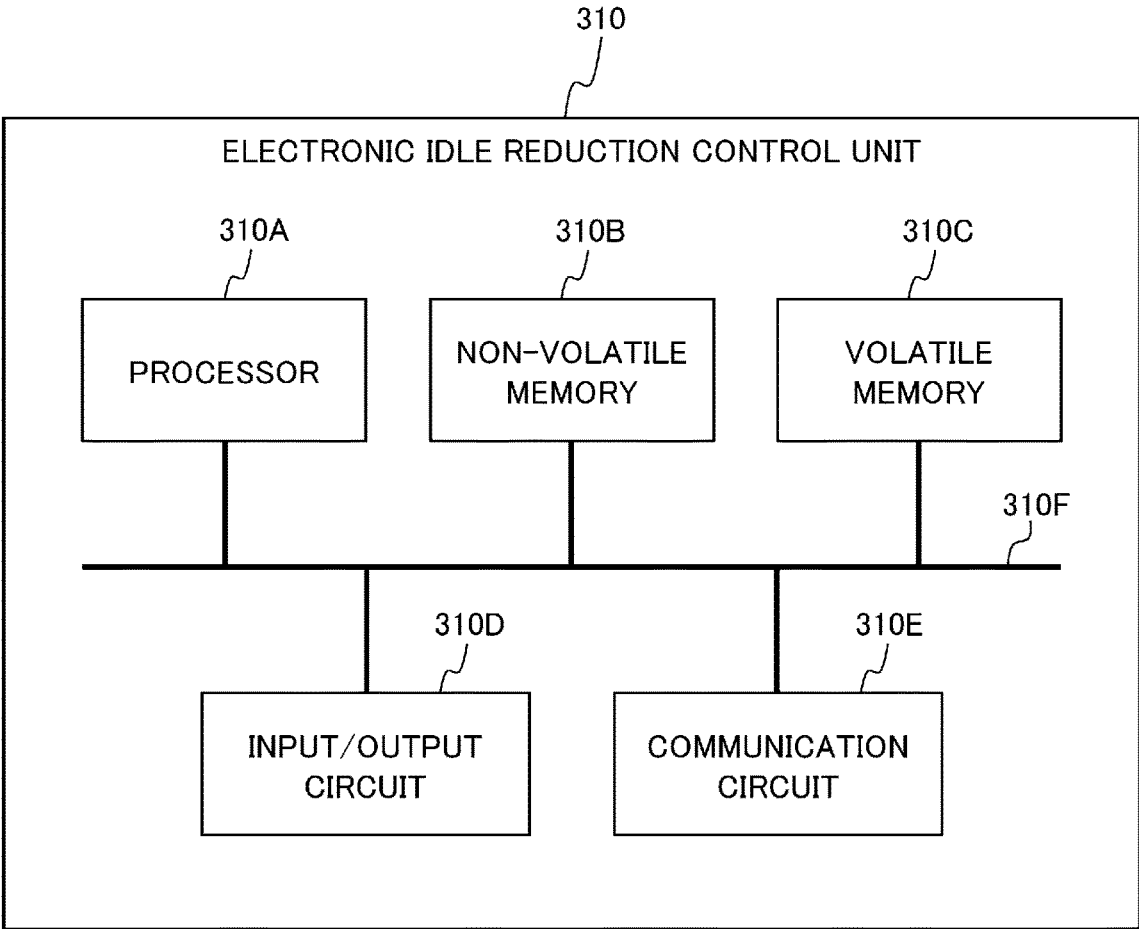 310
ELECTRONIC IDLE REDUCTION CONTROL UNIT
310A
310B
310C
PROCESSOR
NON-VOLATILE
MEMORY
VOLATILE
MEMORY
310F
310D
310E
INPUT/OUTPUT
CIRCUIT
COMMUNICATION
CIRCUIT